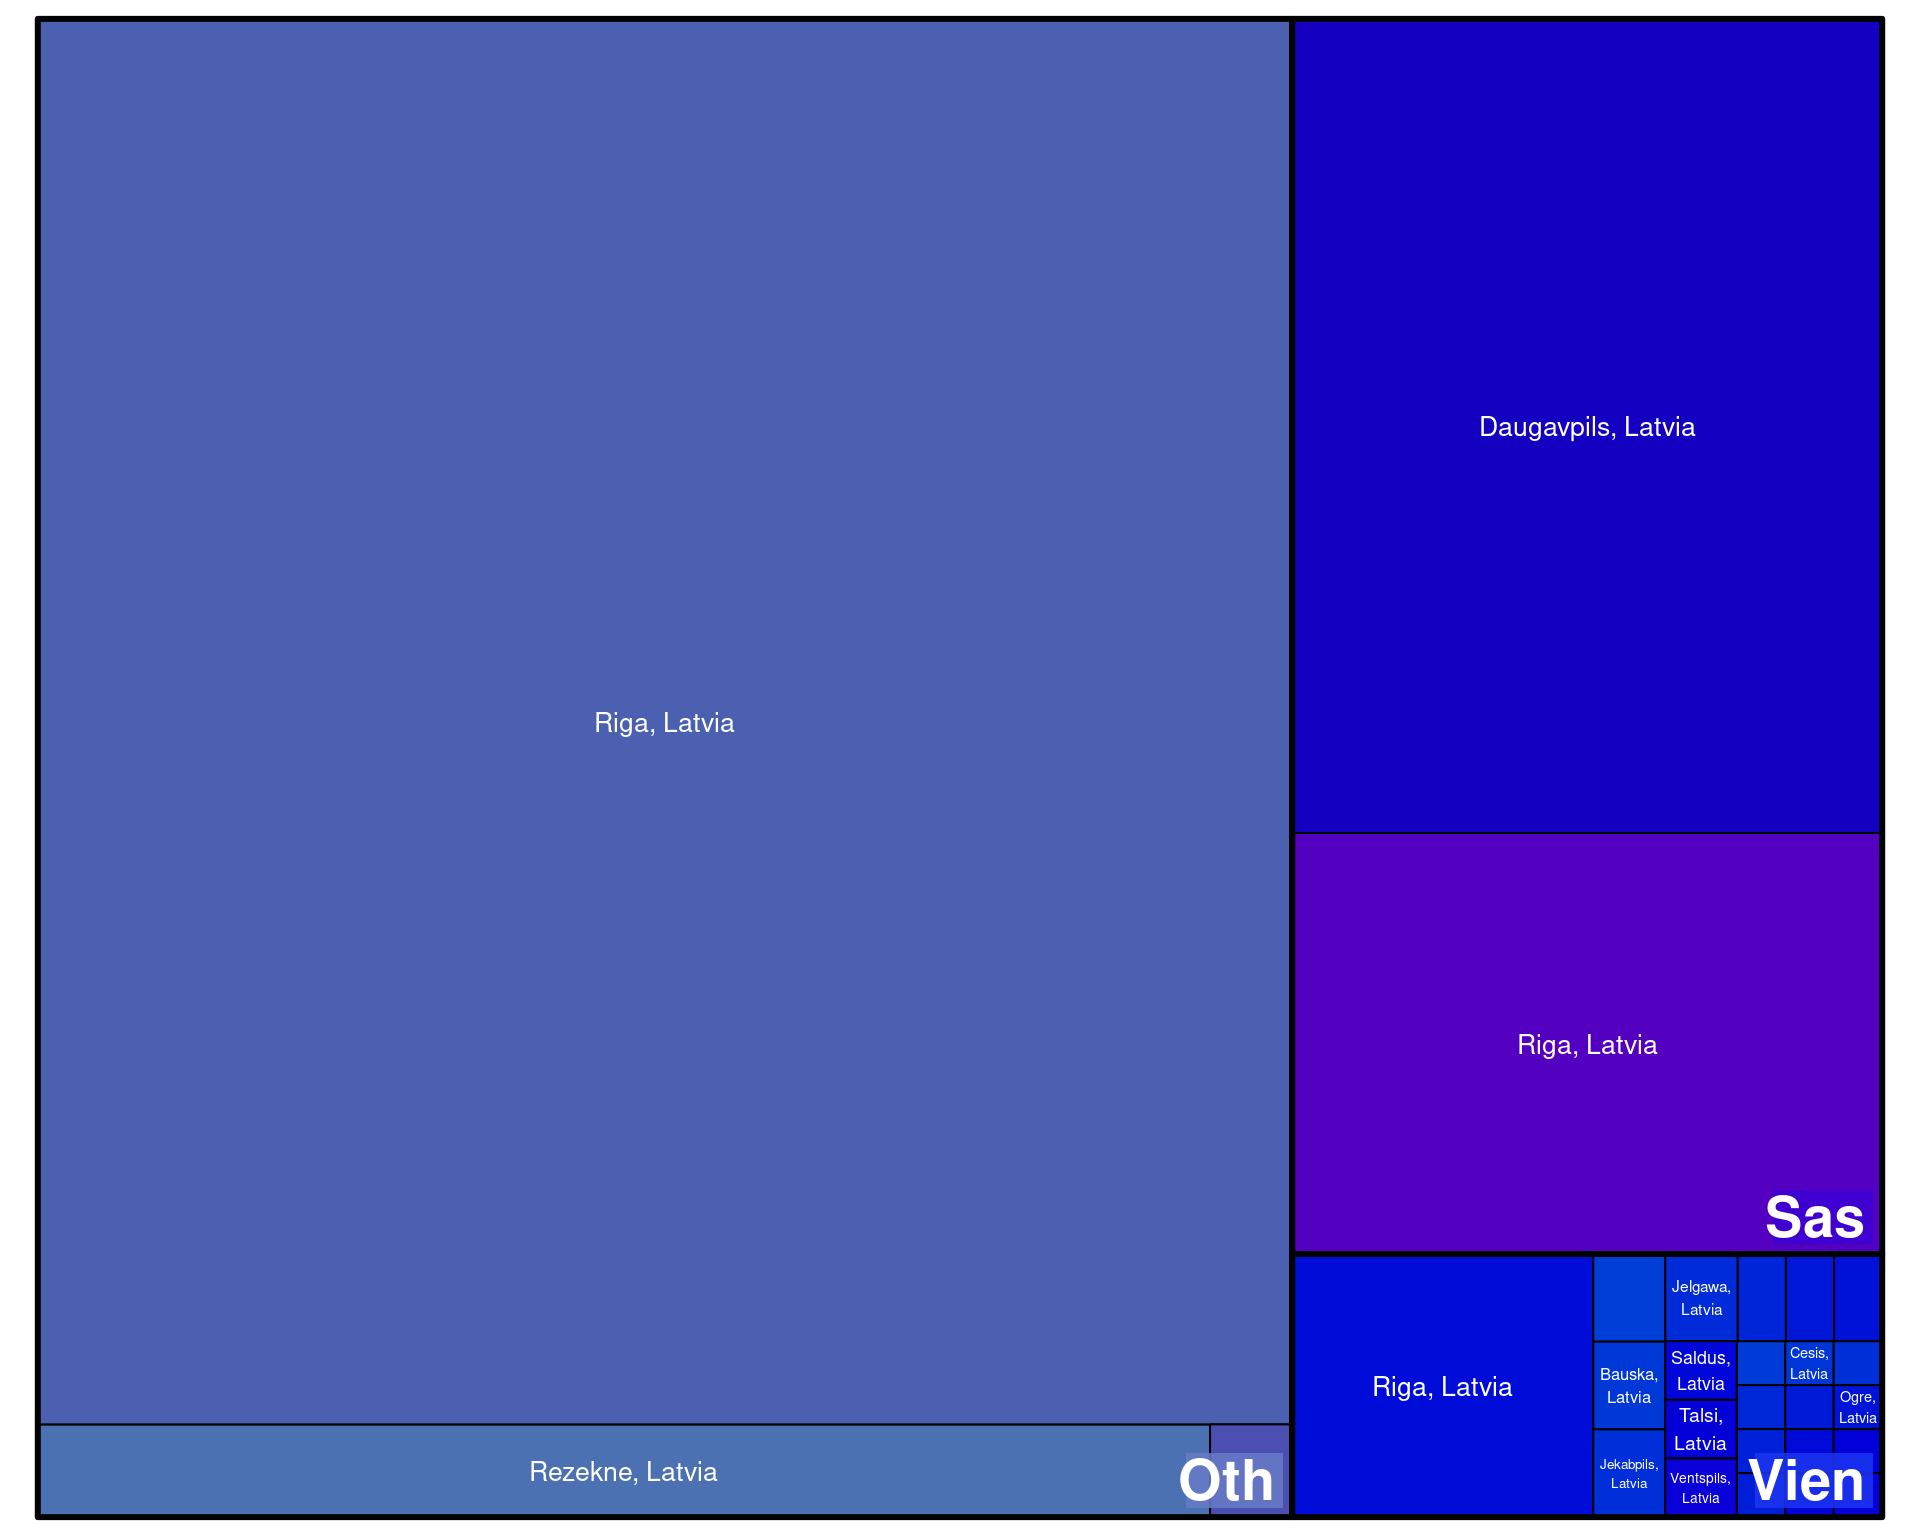 Riga, Latvia
Rezekne, Latvia
Oth
Daugavpils, Latvia
Riga, Latvia
Sas
Riga, Latvia
Bauska,
Latvia
Jekabpils,
Latvia
Jelgawa,
Latvia
Saldus,
Latvia
Talsi,
Latvia
Ventspils,
Latvia
Cesis,
Latvia
Ogre,
Latvia
Vien